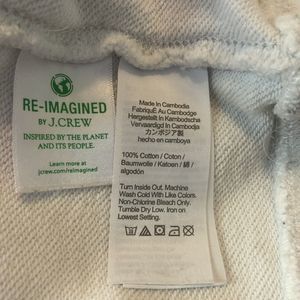 RE-IMAGINED
BY J.CREW
INSPIRED BY THE PLANET
AND ITS PEOPLE.
Learn more at
jcrew.com/reimagined
Made In Cambodia
Fabriqué Au Cambodge
Hergestellt In Kambodscha
Vervaardigd In Cambodja
カンボジア製
hecho en camboya
100% Cotton / Coton /
Baumwolle / Katoen / 綿 /
algodón
Turn Inside Out. Machine
Wash Cold With Like Colors.
Non-Chlorine Bleach Only.
Tumble Dry Low. Iron on
Lowest Setting.